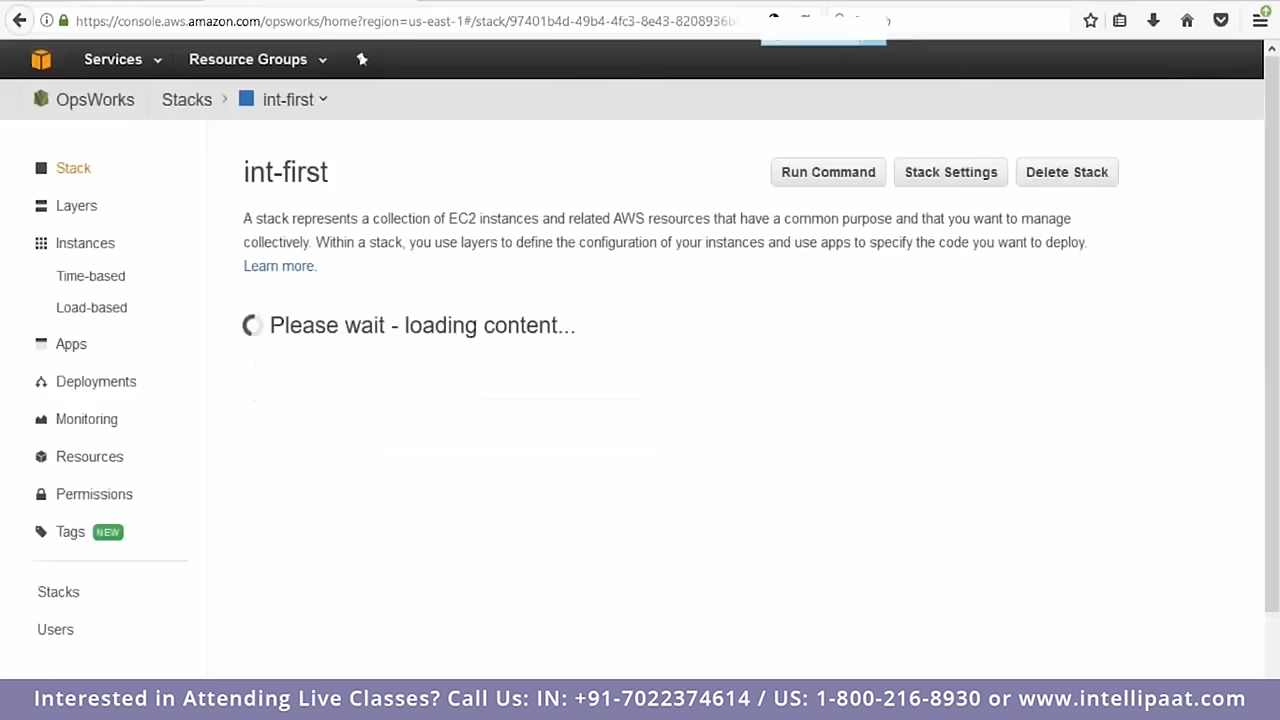 https://console.aws.amazon.com/opsworks/home?region=us-east-1#/stack/97401b40-49b4-4fc3-8e43-8208936b
Services
Resource Groups
OpsWorks
Stacks
int-first
Stack
Layers
Instances
Time-based
Load-based
Apps
Deployments
Monitoring
Resources
Permissions
Tags NEW
Stacks
Users
int-first
Run Command
Stack Settings
Delete Stack
A stack represents a collection of EC2 instances and related AWS resources that have a common purpose and that you want to manage
collectively. Within a stack, you use layers to define the configuration of your instances and use apps to specify the code you want to deploy.
Learn more.
Please wait - loading content...
Interested in Attending Live Classes? Call Us: IN: +91-7022374614 / US: 1-800-216-8930 or www.intellipaat.com